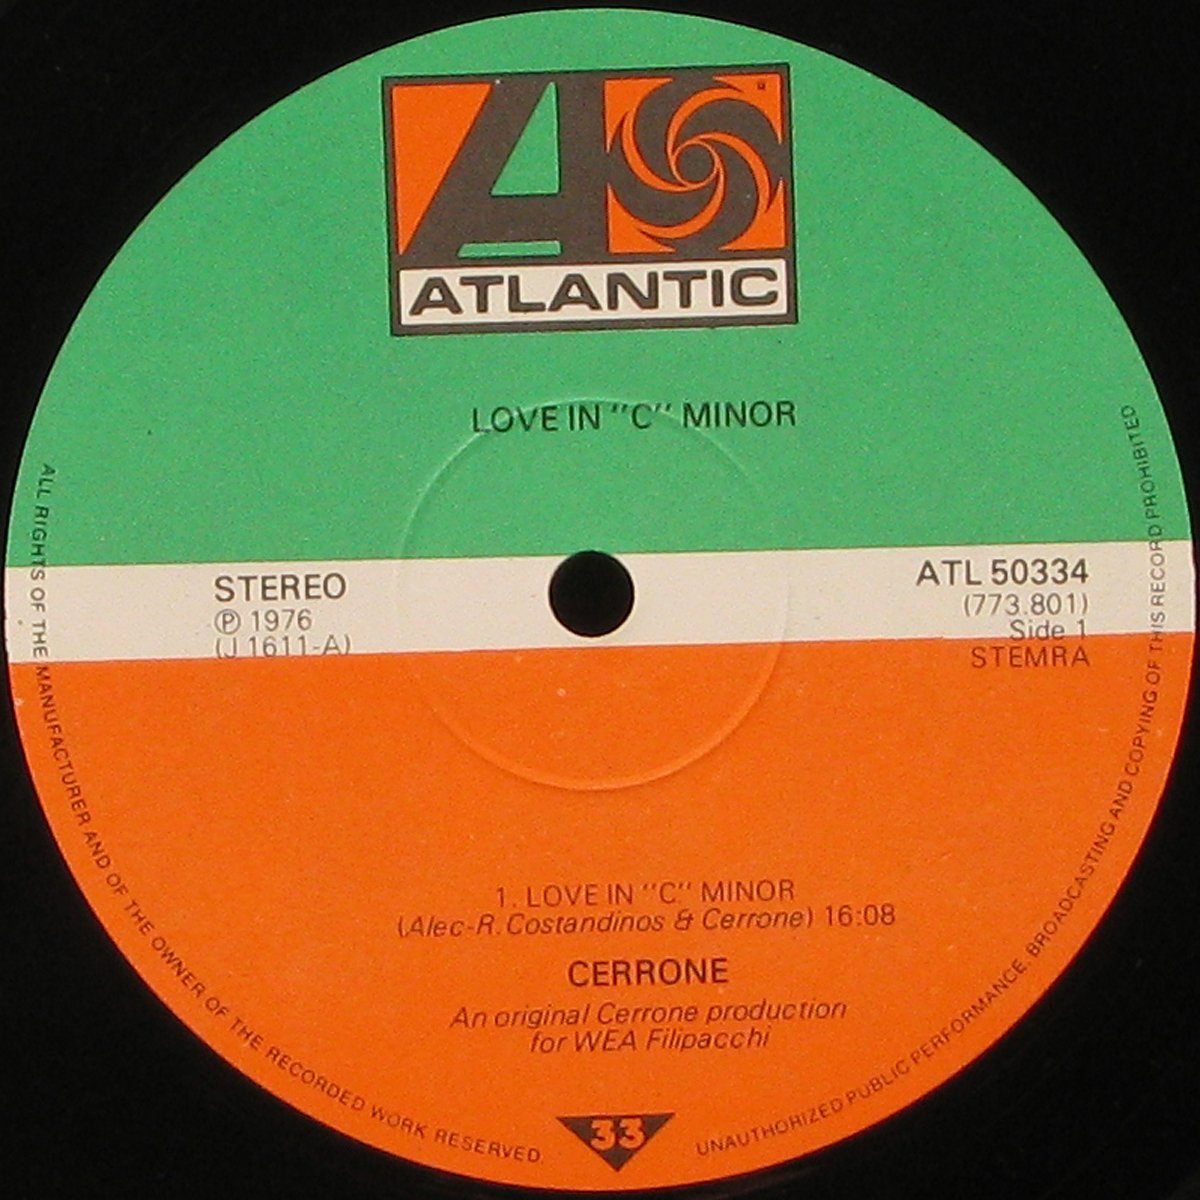 ATLANTIC
LOVE IN "C" MINOR
STEREO
℗ 1976
(J 1611-A)
ATL 50334
(773.801)
Side 1
STEMRA
1. LOVE IN "C" MINOR
(Alec-R. Costandinos & Cerrone) 16:08
CERRONE
An original Cerrone production
for WEA Filipacchi
33
ALL RIGHTS OF THE MANUFACTURER AND OF THE OWNER OF THE RECORDED WORK RESERVED.
UNAUTHORIZED PUBLIC PERFORMANCE, BROADCASTING AND COPYING OF THIS RECORD PROHIBITED